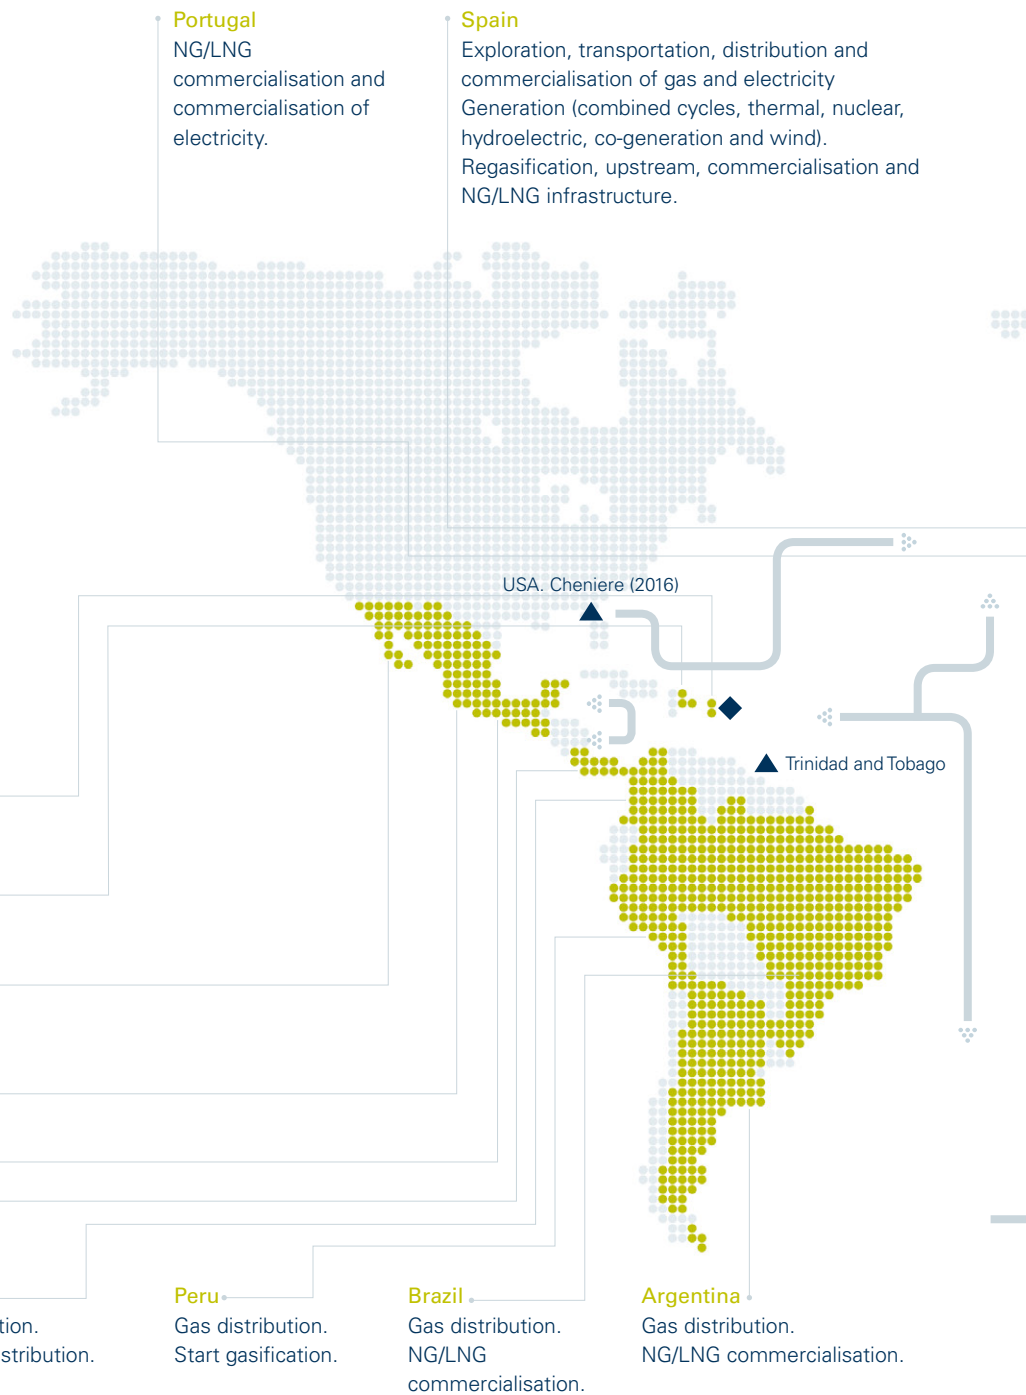 Portugal
NG/LNG
commercialisation and
commercialisation of
electricity.
Spain
Exploration, transportation, distribution and
commercialisation of gas and electricity
Generation (combined cycles, thermal, nuclear,
hydroelectric, co-generation and wind).
Regasification, upstream, commercialisation and
NG/LNG infrastructure.
USA. Cheniere (2016)
Trinidad and Tobago
Peru
Gas distribution.
Start gasification.
Brazil
Gas distribution.
NG/LNG
commercialisation.
Argentina
Gas distribution.
NG/LNG commercialisation.